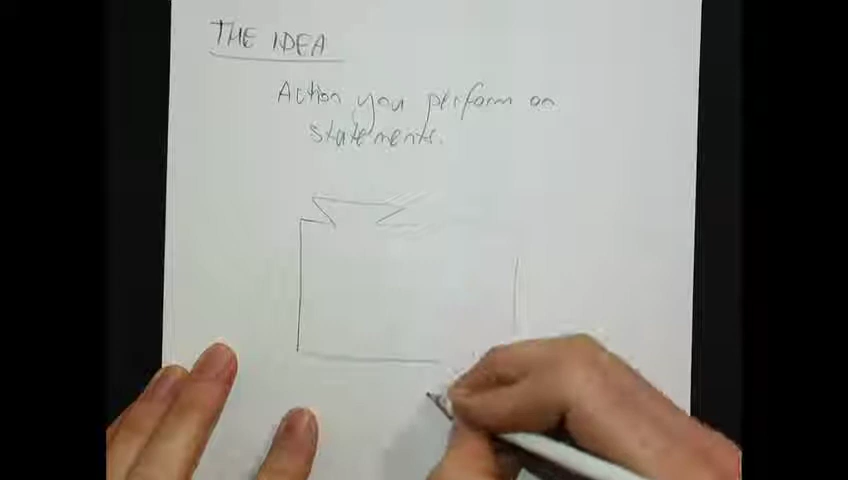 THE IDEA
Action you perform on
statements.